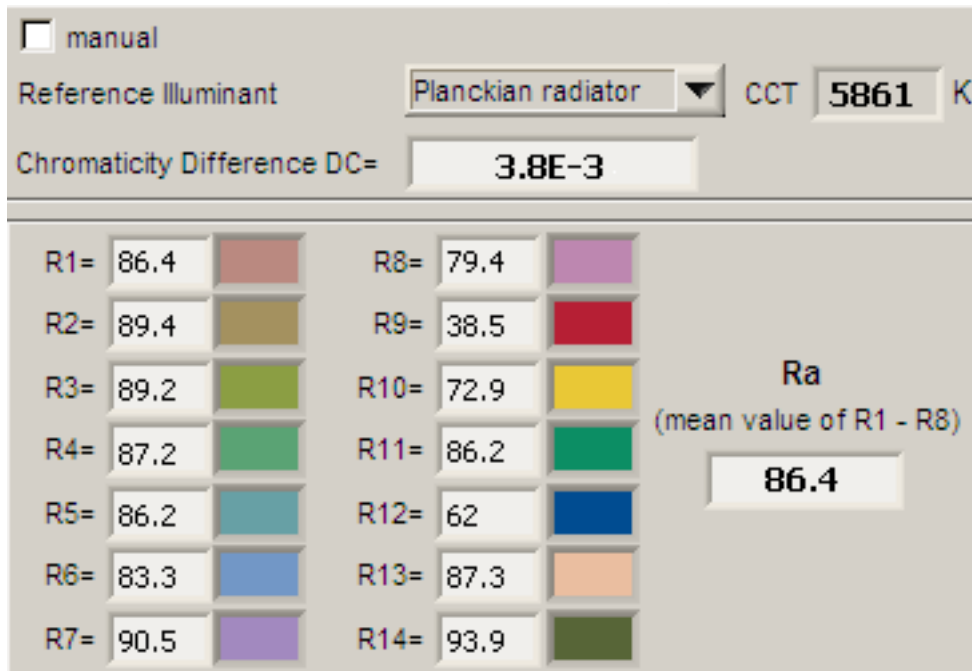 manual
Reference Illuminant Planckian radiator CCT 5861 K
Chromaticity Difference DC= 3.8E-3
R1= 86.4 R8= 79.4
R2= 89.4 R9= 38.5
R3= 89.2 R10= 72.9
Ra
R4= 87.2 R11= 86.2
(mean value of R1 - R8)
86.4
R5= 86.2 R12= 62
R6= 83.3 R13= 87.3
R7= 90.5 R14= 93.9